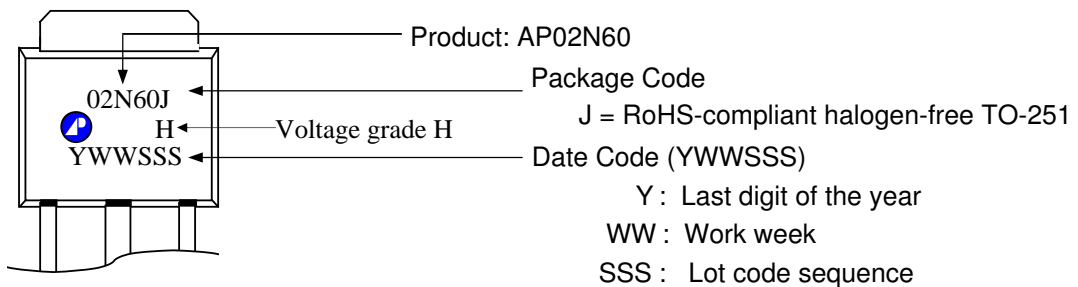 Product: AP02N60
Package Code
02N60J
J = RoHS-compliant halogen-free TO-251
AP
H
Voltage grade H
YWWSSS
Date Code (YWWSSS)
Y : Last digit of the year
WW : Work week
SSS : Lot code sequence